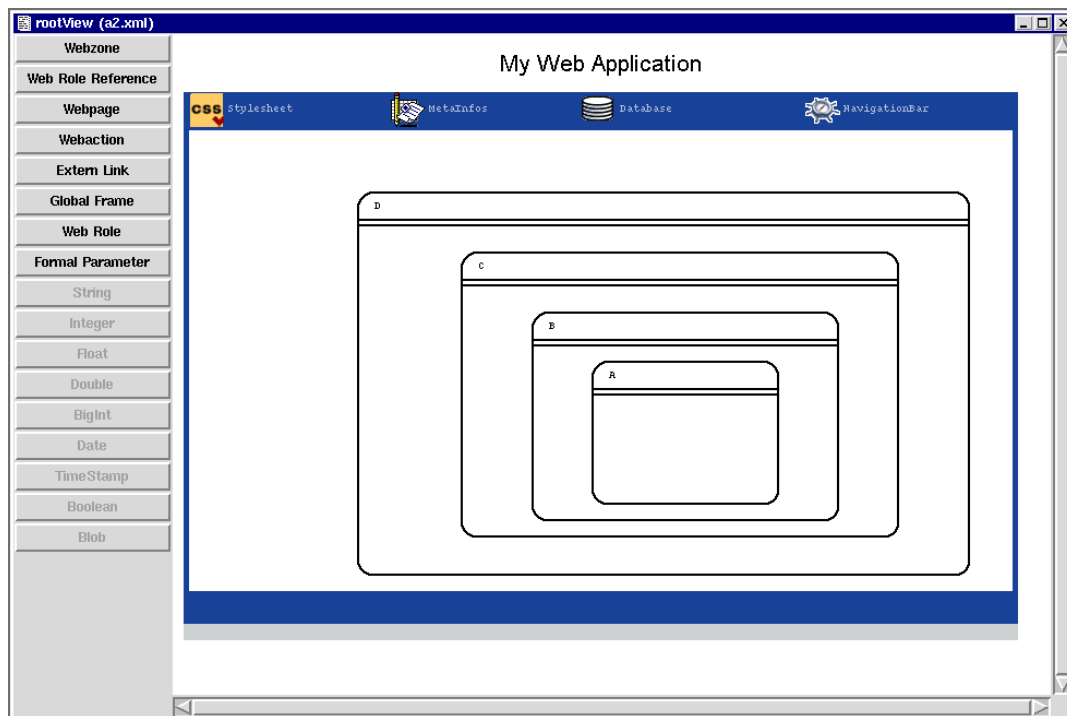 rootView (a2.xml)
Webzone
Web Role Reference
Webpage
Webaction
Extern Link
Global Frame
Web Role
Formal Parameter
String
Integer
Float
Double
BigInt
Date
TimeStamp
Boolean
Blob
My Web Application
css Stylesheet MetaInfos Database NavigationBar
D
C
B
A